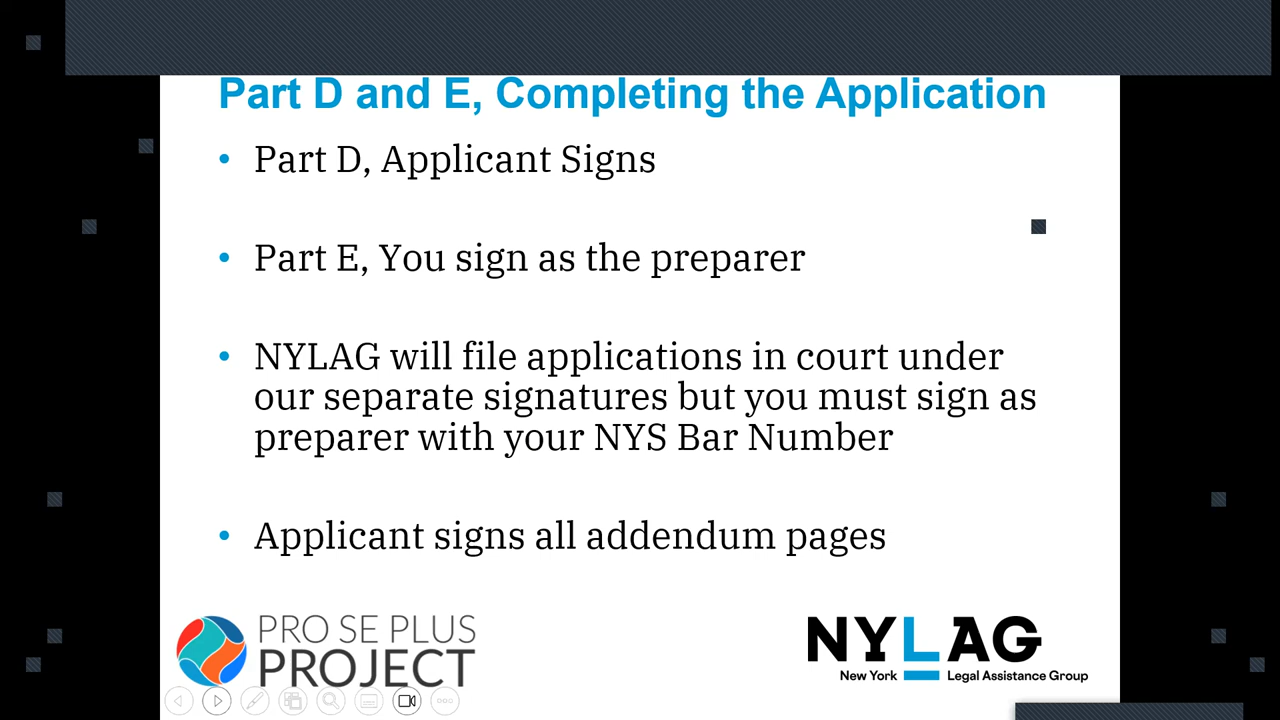 Part D and E, Completing the Application
• Part D, Applicant Signs
• Part E, You sign as the preparer
• NYLAG will file applications in court under
our separate signatures but you must sign as
preparer with your NYS Bar Number
• Applicant signs all addendum pages
PRO SE PLUS
PROJECT
NYLAG
New York Legal Assistance Group